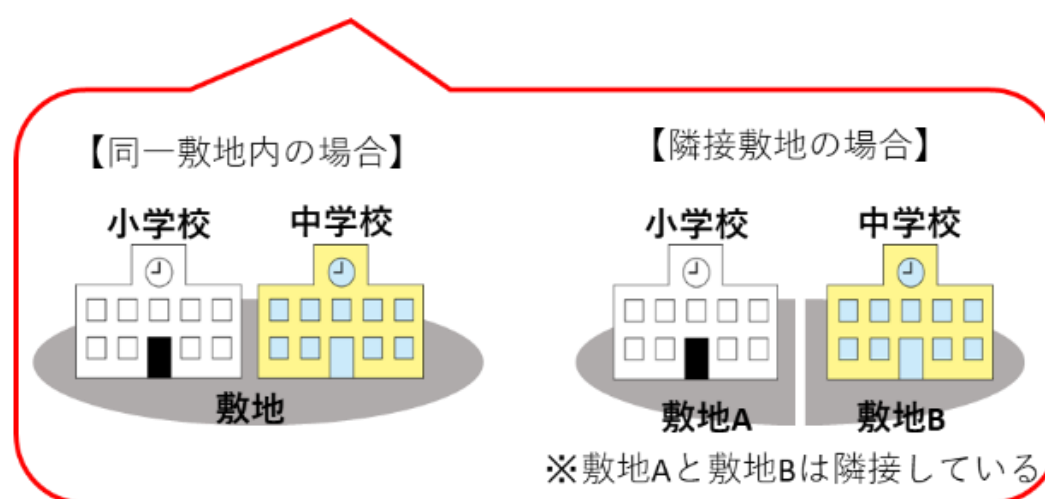 【同一敷地内の場合】
小学校 中学校
敷地
【隣接敷地の場合】
小学校 中学校
敷地A 敷地B
※敷地Aと敷地Bは隣接している